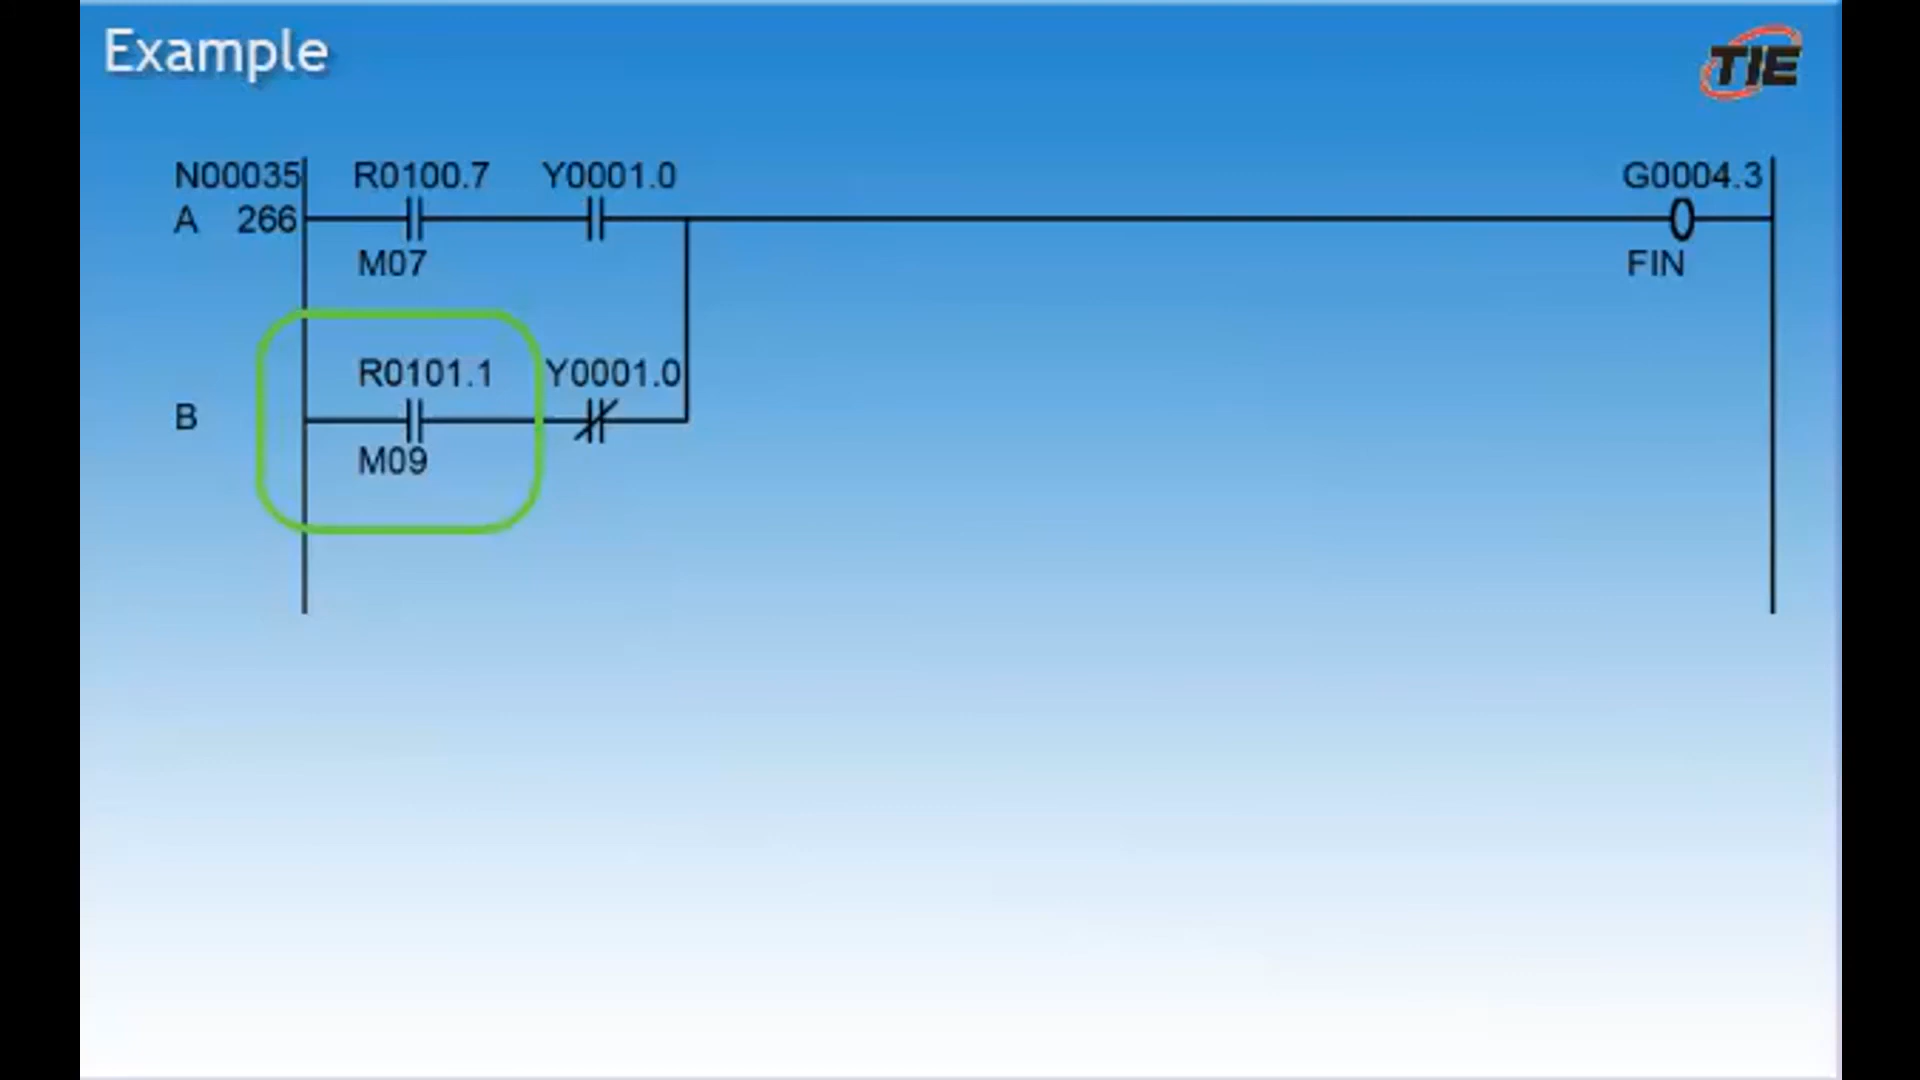 Example
TIE
N00035 R0100.7 Y0001.0 G0004.3
A 266
M07 FIN
R0101.1 Y0001.0
B
M09